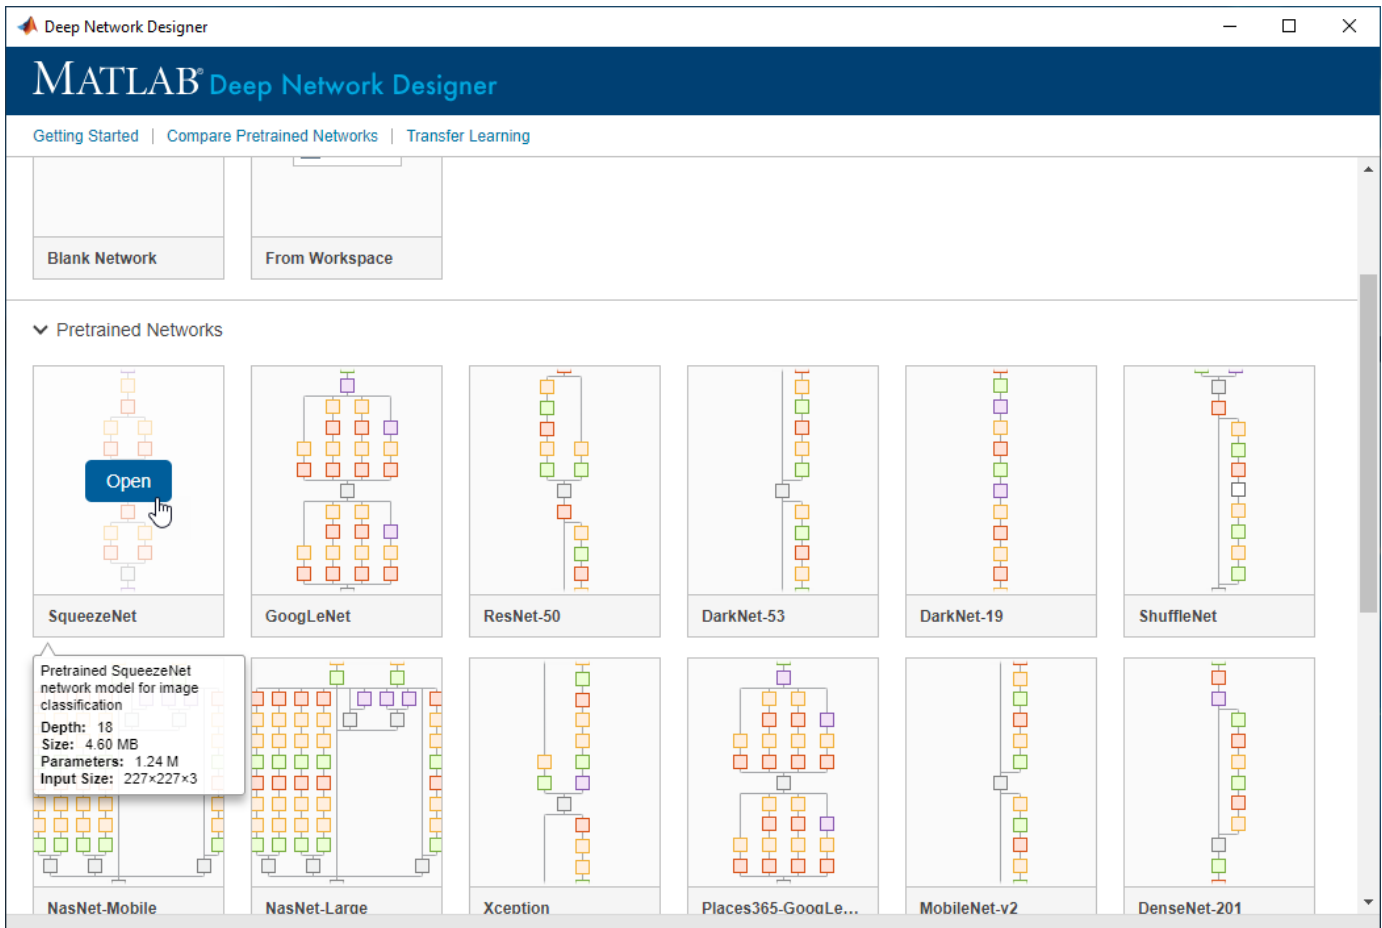 Deep Network Designer
MATLAB® Deep Network Designer
Getting Started | Compare Pretrained Networks | Transfer Learning
Blank Network
From Workspace
Pretrained Networks
Open
SqueezeNet
GoogLeNet
ResNet-50
DarkNet-53
DarkNet-19
ShuffleNet
Pretrained SqueezeNet
network model for image
classification
Depth: 18
Size: 4.60 MB
Parameters: 1.24 M
Input Size: 227×227×3
NasNet-Mobile
NasNet-Large
Xception
Places365-GoogLe...
MobileNet-v2
DenseNet-201